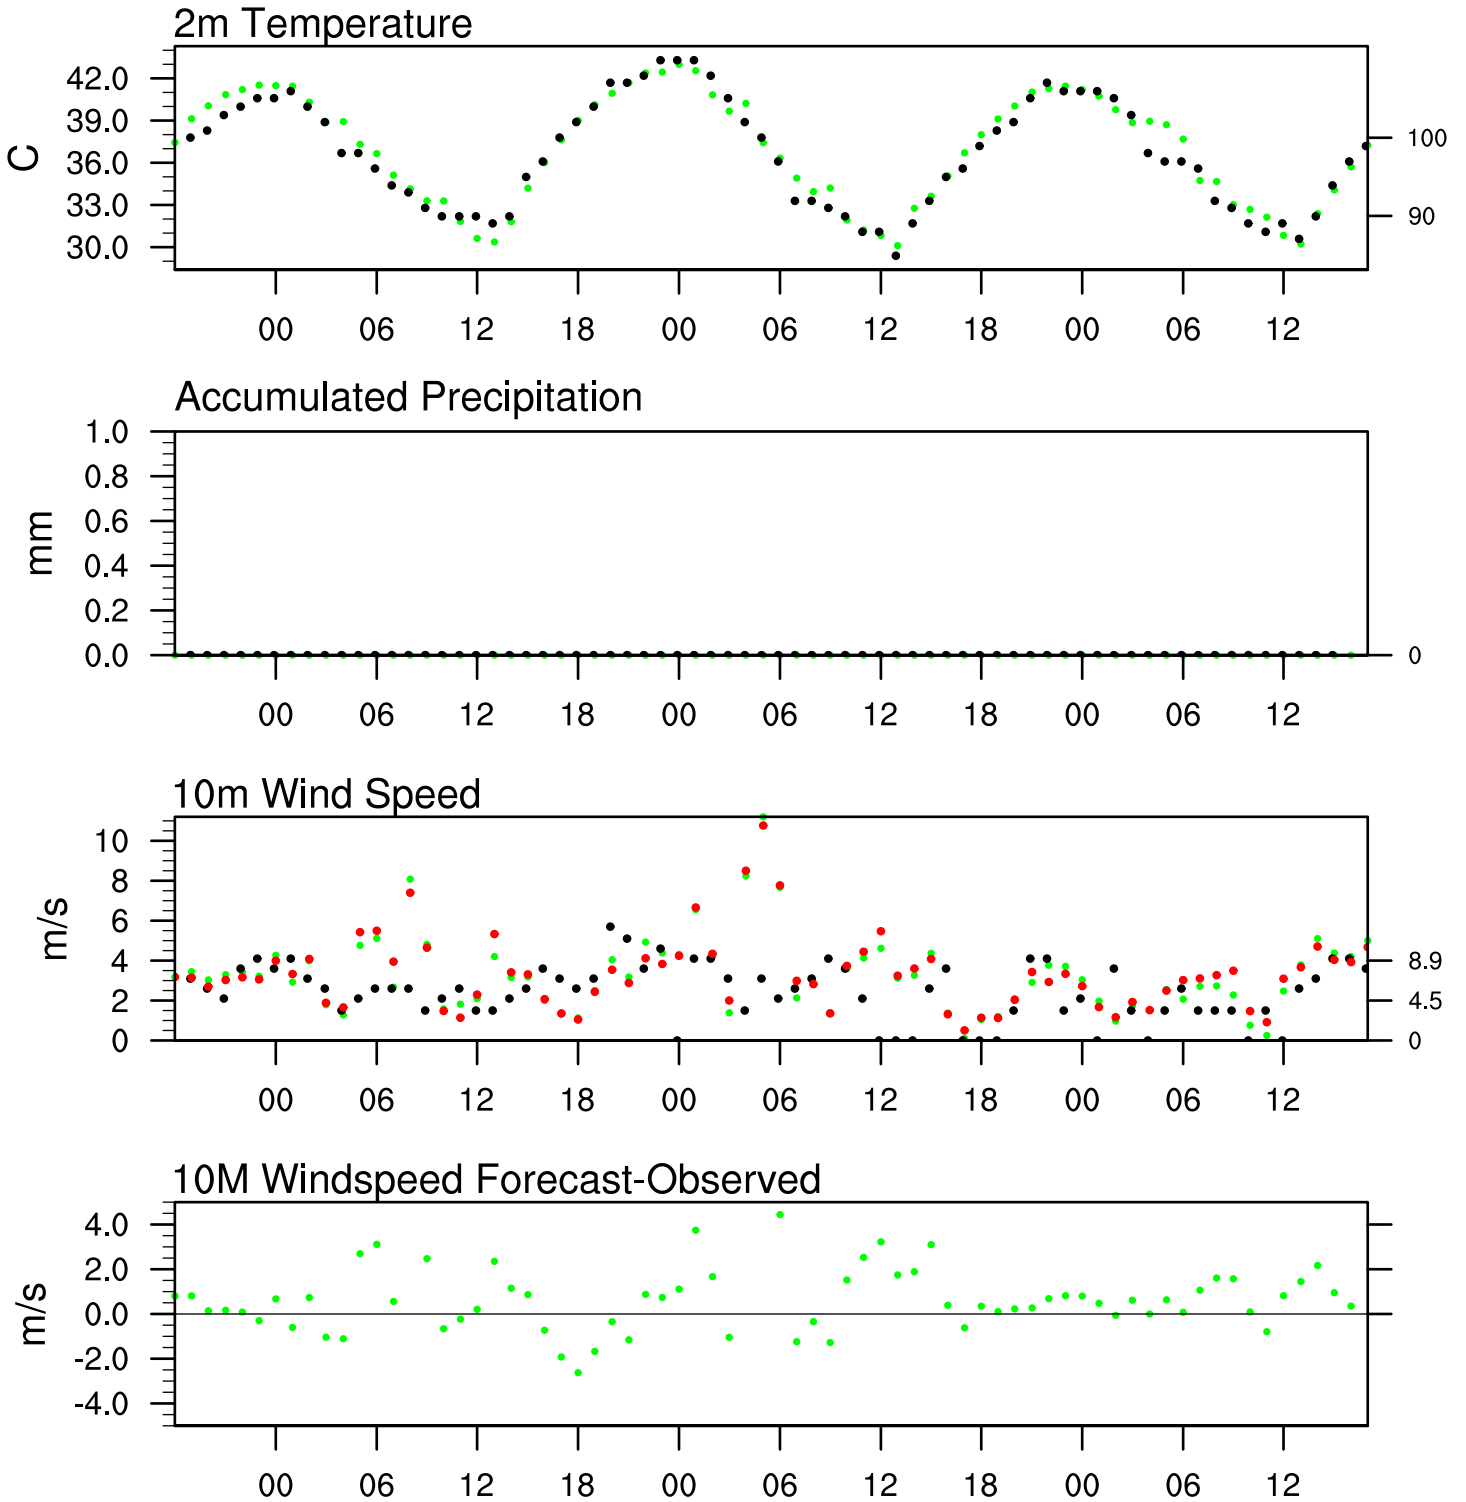 2m Temperature
42.0
39.0
36.0
33.0
30.0
C
100
90
00 06 12 18 00 06 12 18 00 06 12
Accumulated Precipitation
1.0
0.8
0.6
0.4
0.2
0.0
mm
0
00 06 12 18 00 06 12 18 00 06 12
10m Wind Speed
10
8
6
4
2
0
m/s
8.9
4.5
0
00 06 12 18 00 06 12 18 00 06 12
10M Windspeed Forecast-Observed
4.0
2.0
0.0
-2.0
-4.0
m/s
00 06 12 18 00 06 12 18 00 06 12